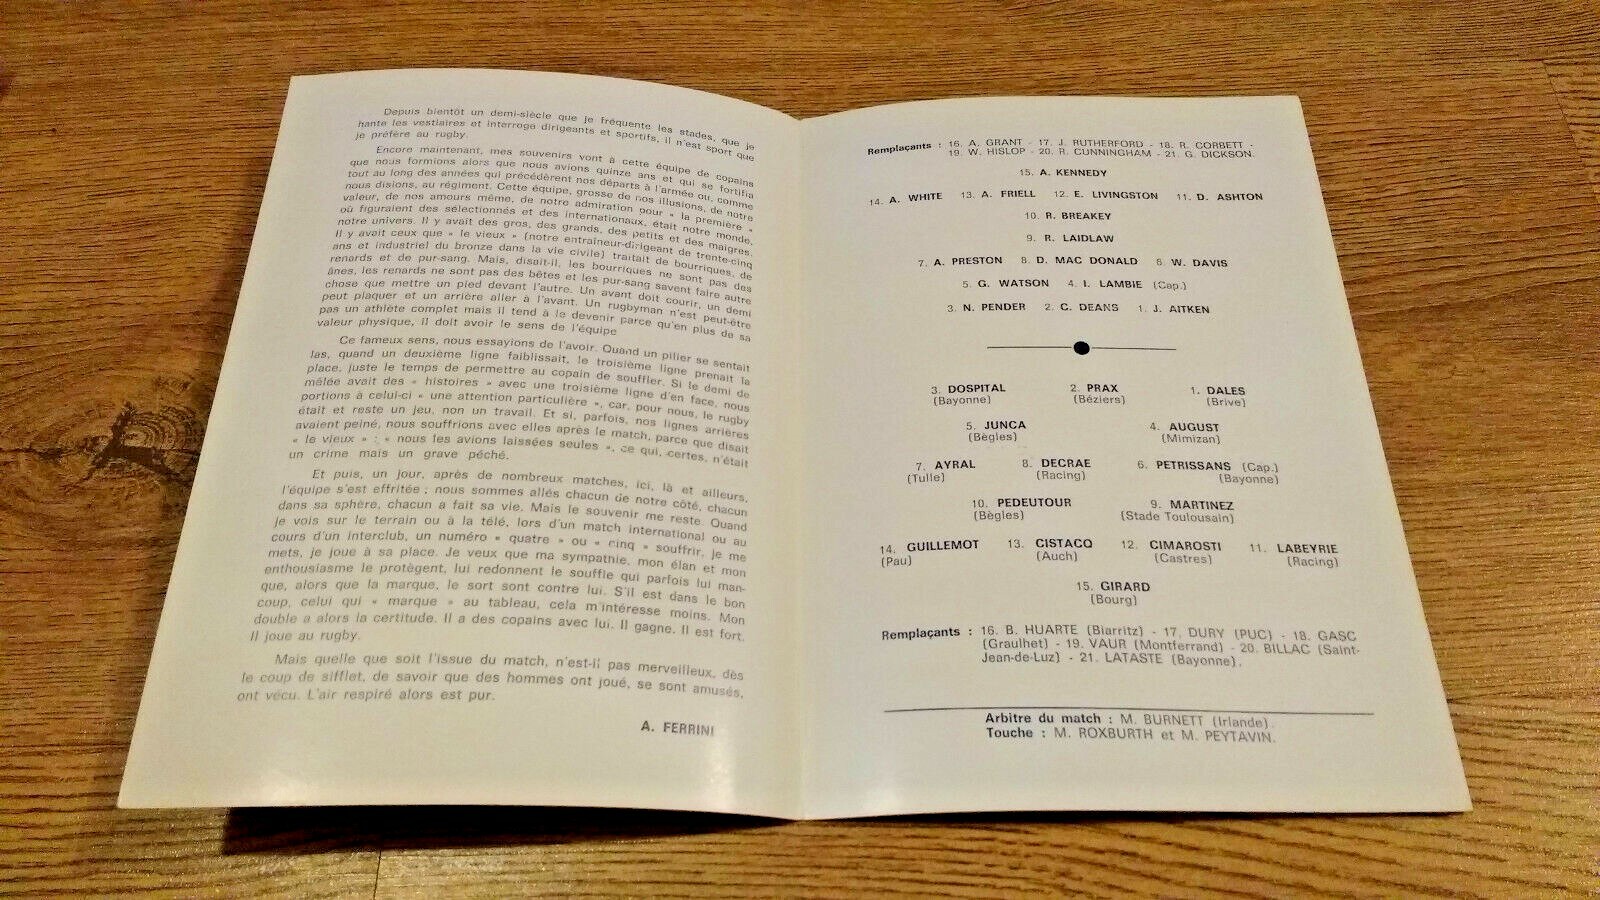 Depuis bientôt un demi-siècle que je fréquente les stades, que je
hante les vestiaires et interroge dirigeants et sportifs, il n'est sport que
je préfère au rugby.
Encore maintenant, mes souvenirs vont à cette équipe de copains
que nous formions alors que nous avions quinze ans et qui se fortifia
tout au long des années qui précédèrent nos départs à l'armée ou, comme
nous disions, au régiment. Cette équipe, grosse de nos illusions, de notre
valeur, de nos amours même, de notre admiration pour « la première »
où figuraient des sélectionnés et des internationaux, était notre monde,
notre univers. Il y avait des gros, des grands, des petits et des maigres.
Il y avait ceux que « le vieux » (notre entraîneur-dirigeant de trente-cinq
ans et industriel du bronze dans la vie civile) traitait de bourriques, de
renards et de pur-sang. Mais, disait-il, les bourriques ne sont pas des
ânes, les renards ne sont pas des bêtes et les pur-sang savent faire autre
chose que mettre un pied devant l'autre. Un avant doit courir, un demi
peut plaquer et un arrière aller à l'avant. Un rugbyman n'est peut-être
pas un athlète complet mais il tend à le devenir parce qu'en plus de sa
valeur physique, il doit avoir le sens de l'équipe
Ce fameux sens, nous essayions de l'avoir. Quand un pilier se sentait
las, quand un deuxième ligne faiblissait, le troisième ligne prenait la
place, juste le temps de permettre au copain de souffler. Si le demi de
mêlée avait des « histoires » avec une troisième ligne d'en face, nous
portions à celui-ci « une attention particulière », car, pour nous, le rugby
était et reste un jeu, non un travail. Et si, parfois, nos lignes arrières
avaient peiné, nous souffrions avec elles après le match, parce que disait
« le vieux » : « nous les avions laissées seules », ce qui, certes, n'était
un crime mais un grave péché.
Et puis, un jour, après de nombreux matches, ici, là et ailleurs,
l'équipe s'est effritée ; nous sommes allés chacun de notre côté, chacun
dans sa sphère, chacun a fait sa vie. Mais le souvenir me reste. Quand
je vois sur le terrain ou à la télé, lors d'un match international ou au
cours d'un interclub, un numéro « quatre » ou « cinq » souffrir, je me
mets, je joue à sa place. Je veux que ma sympathie, mon élan et mon
enthousiasme le protègent, lui redonnent le souffle qui parfois lui man-
que, alors que la marque, le sort sont contre lui. S'il est dans le bon
coup, celui qui « marque » au tableau, cela m'intéresse moins. Mon
double a alors la certitude. Il a des copains avec lui. Il gagne. Il est fort.
Il joue au rugby.
Mais quelle que soit l'issue du match, n'est-il pas merveilleux, dès
le coup de sifflet, de savoir que des hommes ont joué, se sont amusés,
ont vécu. L'air respiré alors est pur.
A. FERRINI
Remplaçants : 16. A. GRANT - 17. J. RUTHERFORD - 18. R. CORBETT -
19. W. HISLOP - 20. R. CUNNINGHAM - 21. G. DICKSON.
15. A. KENNEDY
14. A. WHITE 13. A. FRIELL 12. E. LIVINGSTON 11. D. ASHTON
10. R. BREAKEY
9. R. LAIDLAW
7. A. PRESTON 8. D. MAC DONALD 6. W. DAVIS
5. G. WATSON 4. I. LAMBIE (Cap.)
3. N. PENDER 2. C. DEANS 1. J. AITKEN
3. DOSPITAL 2. PRAX 1. DALES
(Bayonne) (Béziers) (Brive)
5. JUNCA 4. AUGUST
(Bègles) (Mimizan)
7. AYRAL 8. DECRAE 6. PETRISSANS (Cap.)
(Tulle) (Racing) (Bayonne)
10. PEDEUTOUR 9. MARTINEZ
(Bègles) (Stade Toulousain)
14. GUILLEMOT 13. CISTACQ 12. CIMAROSTI 11. LABEYRIE
(Pau) (Auch) (Castres) (Racing)
15. GIRARD
(Bourg)
Remplaçants : 16. B. HUARTE (Biarritz) - 17. DURY (PUC) - 18. GASC
(Graulhet) - 19. VAUR (Montferrand) - 20. BILLAC (Saint-
Jean-de-Luz) - 21. LATASTE (Bayonne).
Arbitre du match : M. BURNETT (Irlande).
Touche : M. ROXBURTH et M. PEYTAVIN.